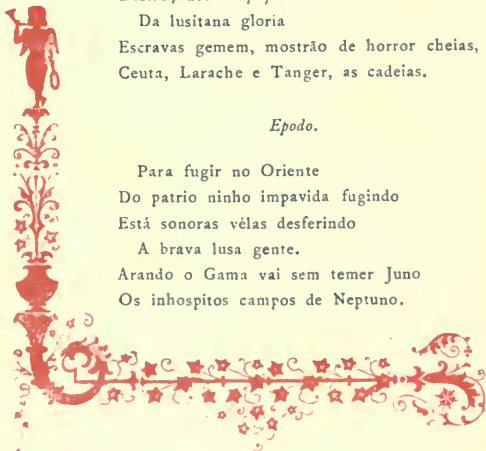 Da lusitana gloria
Escravas gemem, mostrão de horror cheias,
Ceuta, Larache e Tanger, as cadeias.
Epodo.
Para fugir no Oriente
Do patrio ninho impavida fugindo
Está sonoras vélas desferindo
A brava lusa gente.
Arando o Gama vai sem temer Juno
Os inhospitos campos de Neptuno.